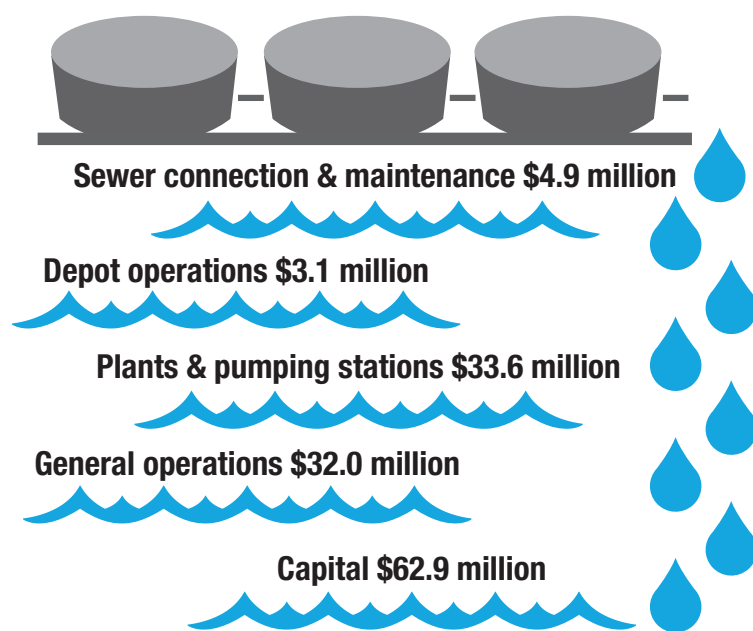 Sewer connection & maintenance $4.9 million
Depot operations $3.1 million
Plants & pumping stations $33.6 million
General operations $32.0 million
Capital $62.9 million